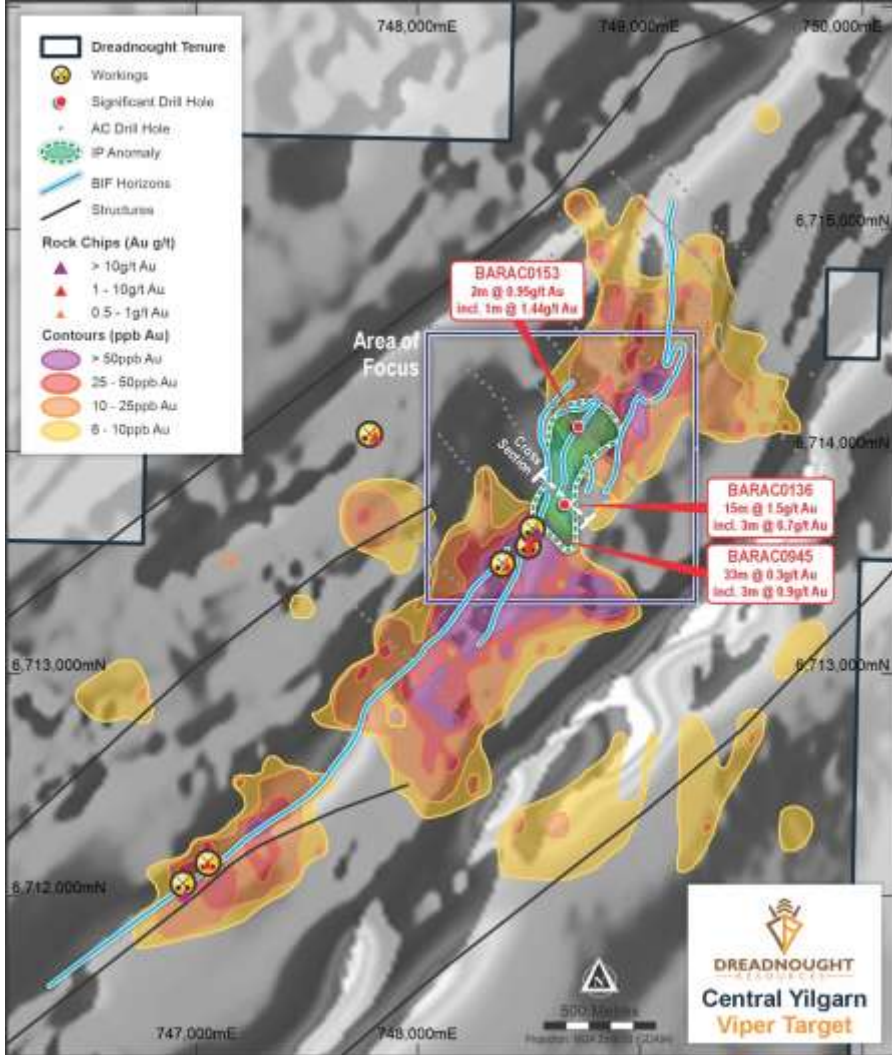 748,000mE
749,000mE
750,000mE
Dreadnought Tenure
Workings
Significant Drill Hole
AC Drill Hole
IP Anomaly
BIF Horizons
Structures
Rock Chips (Au g/t)
> 10g/t Au
1 - 10g/t Au
0.5 - 1g/t Au
Contours (ppb Au)
> 50ppb Au
25 - 50ppb Au
10 - 25ppb Au
6 - 10ppb Au
6,715,000mN
BARAC0153
2m @ 0.95g/t Au
incl. 1m @ 1.44g/t Au
Area of
Focus
6,714,000mN
Cross
Section
BARAC0136
15m @ 1.5g/t Au
incl. 3m @ 6.7g/t Au
BARAC0945
33m @ 0.3g/t Au
incl. 3m @ 0.9g/t Au
6,713,000mN
6,713,000mN
6,712,000mN
N
500 Metres
747,000mE
748,000mE
DREADNOUGHT
RESOURCES
Central Yilgarn
Viper Target